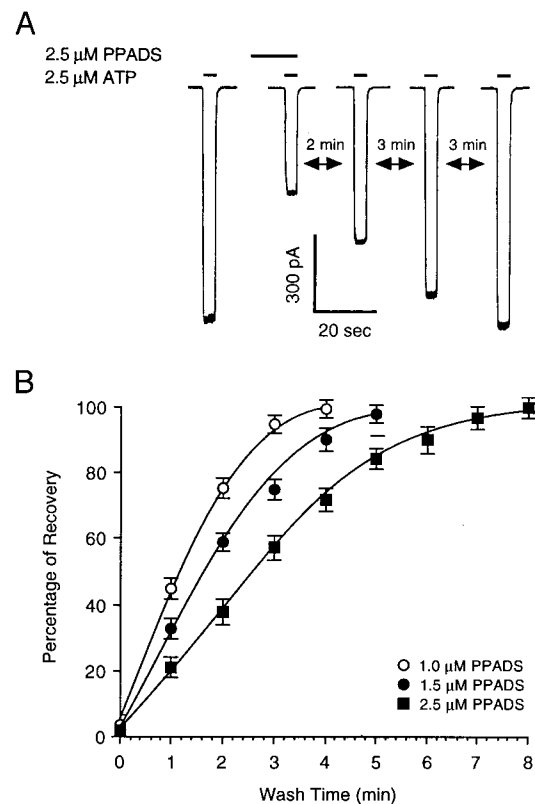 A
2.5 μM PPADS
2.5 μM ATP
2 min
3 min
3 min
300 pA
20 sec
B
Percentage of Recovery
100
80
60
40
20
0
1.0 μM PPADS
1.5 μM PPADS
2.5 μM PPADS
0 1 2 3 4 5 6 7 8
Wash Time (min)